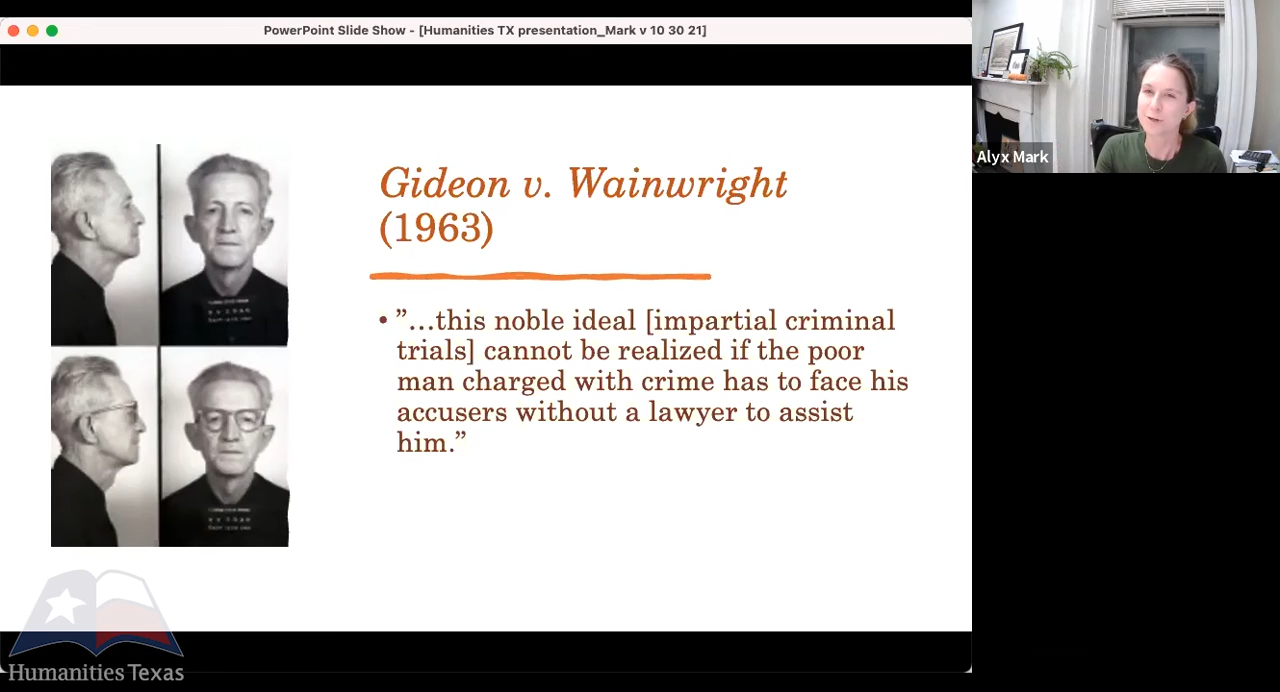 PowerPoint Slide Show - [Humanities TX presentation_Mark v 10 30 21]
Alyx Mark
Gideon v. Wainwright
(1963)
• ”...this noble ideal [impartial criminal
trials] cannot be realized if the poor
man charged with crime has to face his
accusers without a lawyer to assist
him.”
Humanities Texas